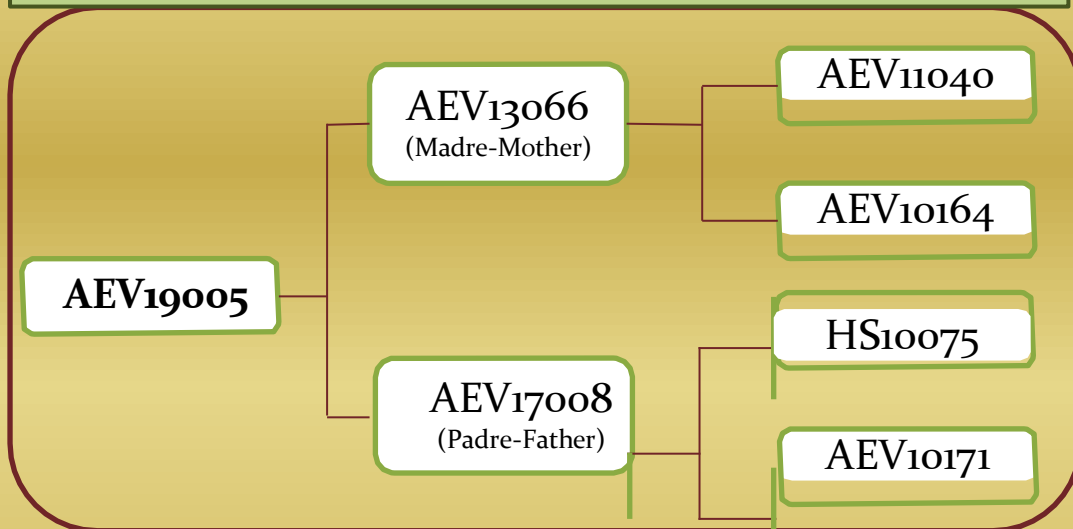 AEV11040
AEV13066
(Madre-Mother)
AEV10164
AEV19005
HS10075
AEV17008
(Padre-Father)
AEV10171